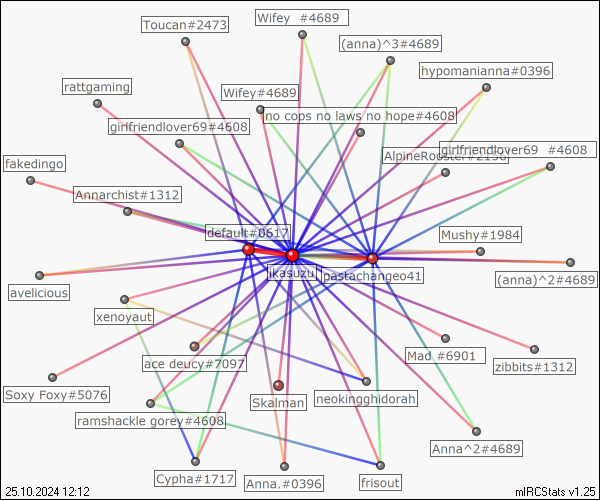 Wifey  #4689
Toucan#2473
(anna)^3#4689
hypomanianna#0396
rattgaming
Wifey#4689
no cops no laws no hope#4608
girlfriendlover69#4608
girlfriendlover69  #4608
AlpineRooster#2158
fakedingo
Annarchist#1312
default#0617
Mushy#1984
ikasuzu
pastachangeo41
(anna)^2#4689
avelicious
xenoyaut
Mad #6901
ace deucy#7097
zibbits#1312
Soxy Foxy#5076
Skalman
neokingghidorah
ramshackle gorey#4608
Anna^2#4689
Cypha#1717
Anna.#0396
frisout
25.10.2024 12:12
mIRCStats v1.25